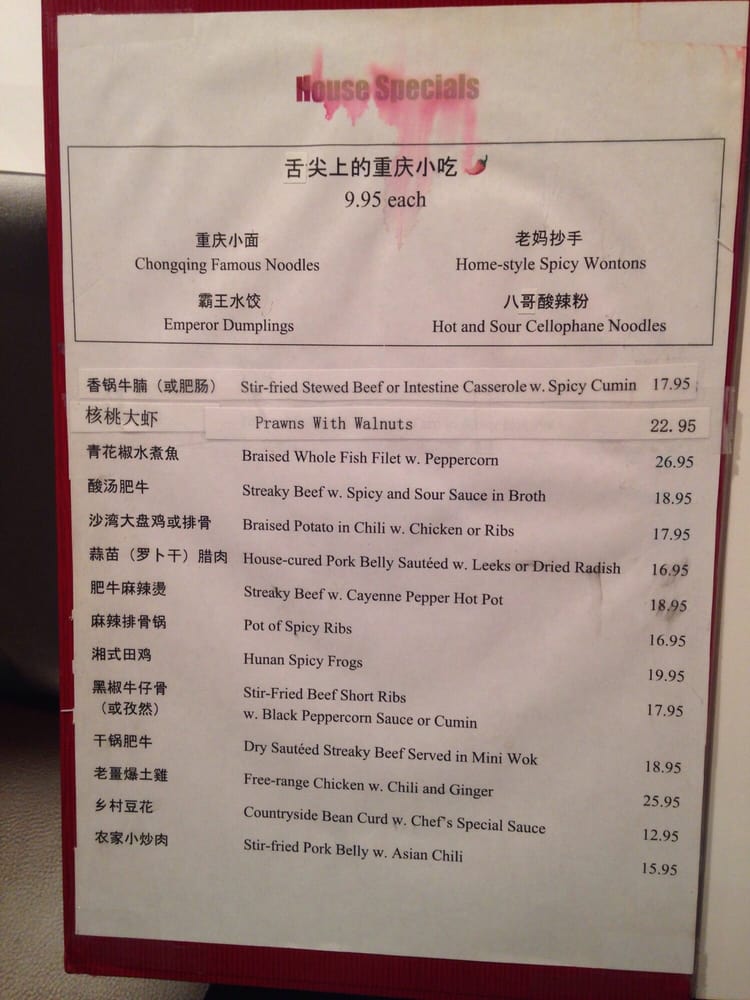 House Specials
舌尖上的重庆小吃
9.95 each
重庆小面 老妈抄手
Chongqing Famous Noodles Home-style Spicy Wontons
霸王水饺 八哥酸辣粉
Emperor Dumplings Hot and Sour Cellophane Noodles
香锅牛腩（或肥肠） Stir-fried Stewed Beef or Intestine Casserole w. Spicy Cumin 17.95
核桃大虾 Prawns With Walnuts 22.95
青花椒水煮魚 Braised Whole Fish Filet w. Peppercorn 26.95
酸汤肥牛 Streaky Beef w. Spicy and Sour Sauce in Broth 18.95
沙湾大盘鸡或排骨 Braised Potato in Chili w. Chicken or Ribs 17.95
蒜苗（罗卜干）腊肉 House-cured Pork Belly Sautéed w. Leeks or Dried Radish 16.95
肥牛麻辣烫 Streaky Beef w. Cayenne Pepper Hot Pot 18.95
麻辣排骨锅 Pot of Spicy Ribs 16.95
湘式田鸡 Hunan Spicy Frogs 19.95
黑椒牛仔骨 Stir-Fried Beef Short Ribs 17.95
（或孜然） w. Black Peppercorn Sauce or Cumin
干锅肥牛 Dry Sautéed Streaky Beef Served in Mini Wok 18.95
老薑爆土雞 Free-range Chicken w. Chili and Ginger 25.95
乡村豆花 Countryside Bean Curd w. Chef's Special Sauce 12.95
农家小炒肉 Stir-fried Pork Belly w. Asian Chili 15.95